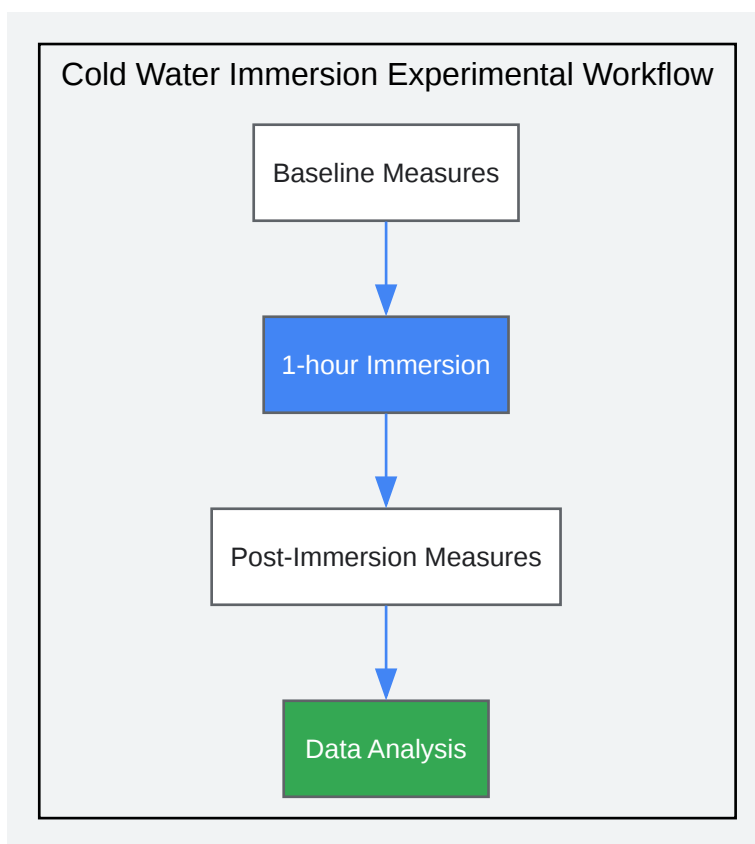 Cold Water Immersion Experimental Workflow
Baseline Measures
1-hour Immersion
Post-Immersion Measures
Data Analysis